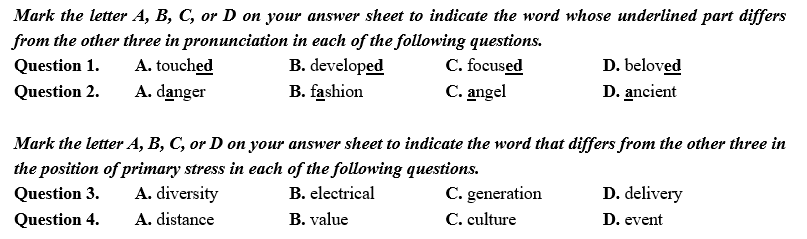 Mark the letter A, B, C, or D on your answer sheet to indicate the word whose underlined part differs
from the other three in pronunciation in each of the following questions.
Question 1. A. touched B. developed C. focused D. beloved
Question 2. A. danger B. fashion C. angel D. ancient
Mark the letter A, B, C, or D on your answer sheet to indicate the word that differs from the other three in
the position of primary stress in each of the following questions.
Question 3. A. diversity B. electrical C. generation D. delivery
Question 4. A. distance B. value C. culture D. event